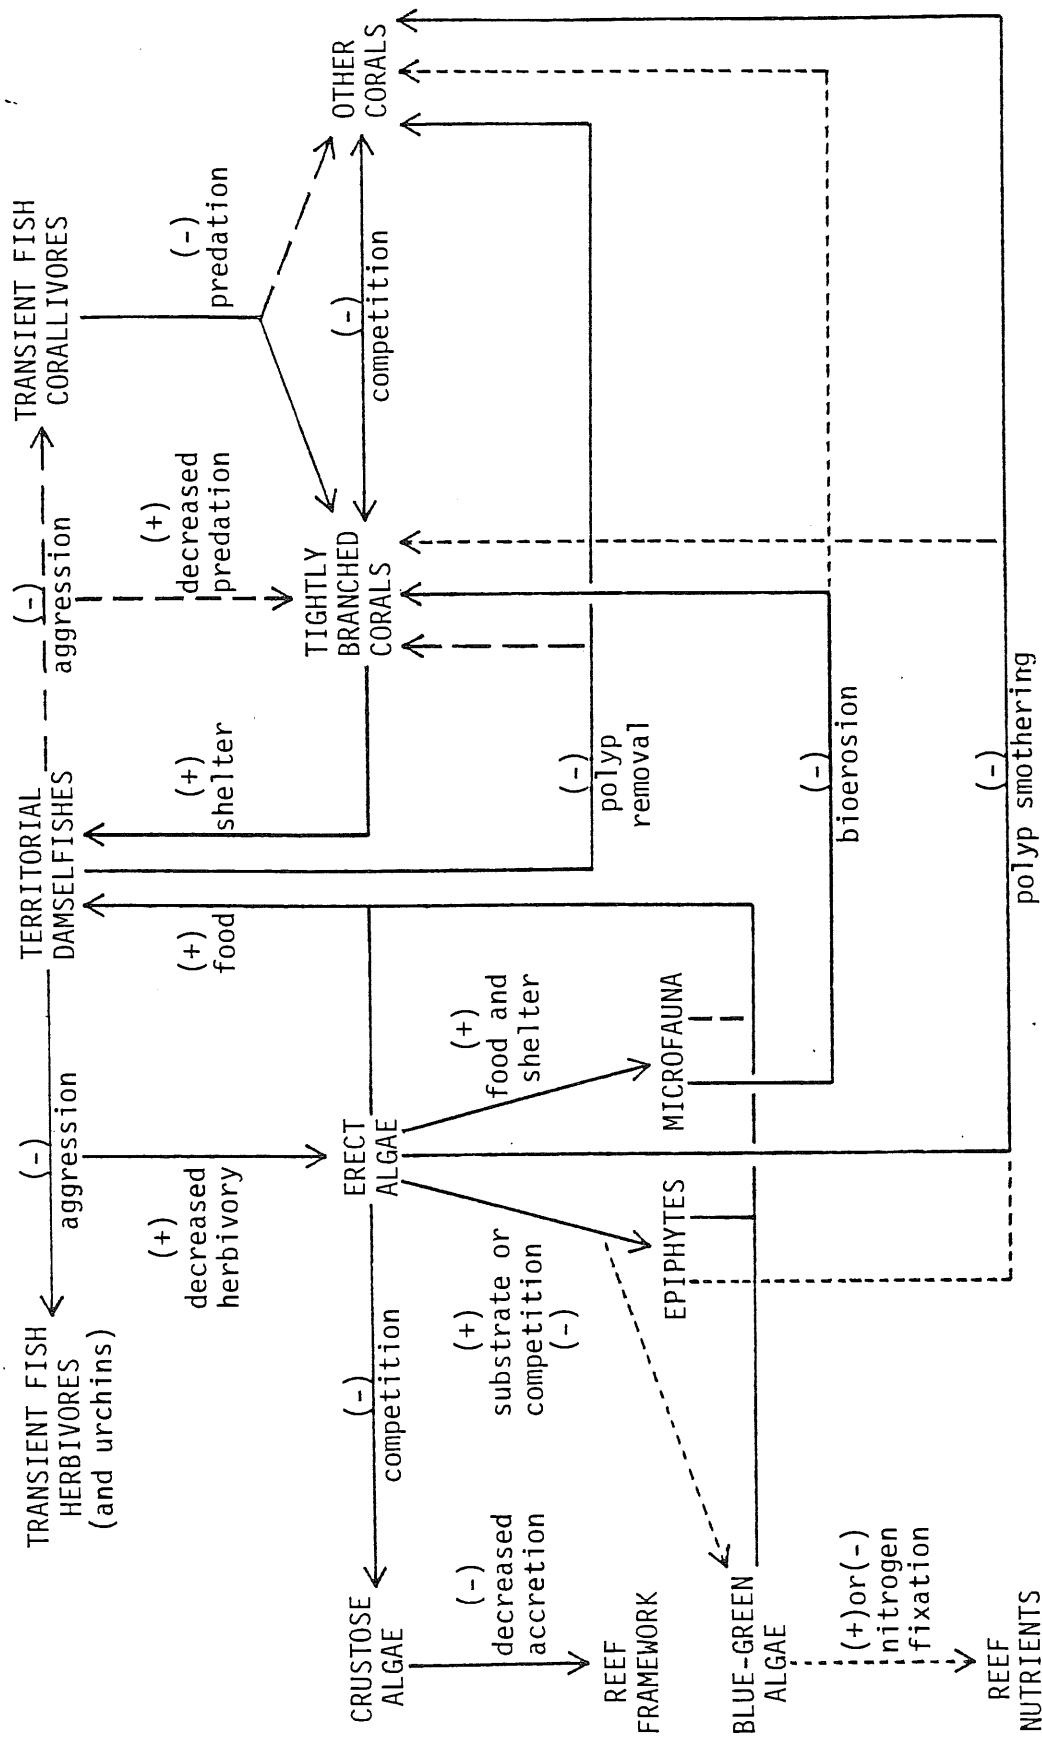 TRANSIENT FISH
HERBIVORES
(and urchins)
(-)
aggression
TERRITORIAL
DAMSELFISHES
(-)
aggression
TRANSIENT FISH
CORALLIVORES
(+)
decreased
herbivory
(+)
food
(+)
shelter
(+)
decreased
predation
(-)
predation
CRUSTOSE
ALGAE
(-)
competition
ERECT
ALGAE
TIGHTLY
BRANCHED
CORALS
(-)
competition
OTHER
CORALS
(-)
decreased
accretion
(+)
substrate or
competition
(-)
(+)
food and
shelter
(-)
polyp
removal
REEF
FRAMEWORK
EPIPHYTES
MICROFAUNA
BLUE-GREEN
ALGAE
(-)
bioerosion
(+)or(-)
nitrogen
fixation
(-)
polyp smothering
REEF
NUTRIENTS